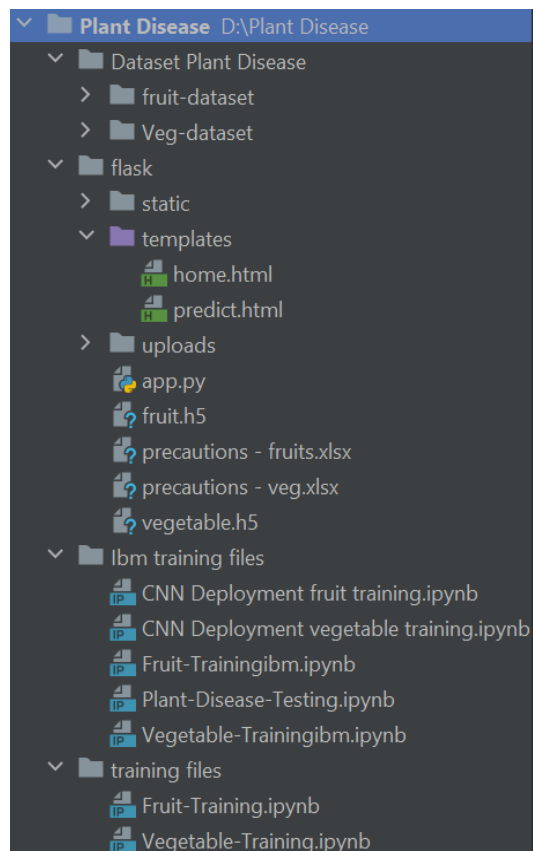 Plant Disease D:\Plant Disease
Dataset Plant Disease
fruit-dataset
Veg-dataset
flask
static
templates
home.html
predict.html
uploads
app.py
fruit.h5
precautions - fruits.xlsx
precautions - veg.xlsx
vegetable.h5
Ibm training files
CNN Deployment fruit training.ipynb
CNN Deployment vegetable training.ipynb
Fruit-Trainingibm.ipynb
Plant-Disease-Testing.ipynb
Vegetable-Trainingibm.ipynb
training files
Fruit-Training.ipynb
Vegetable-Training.ipynb